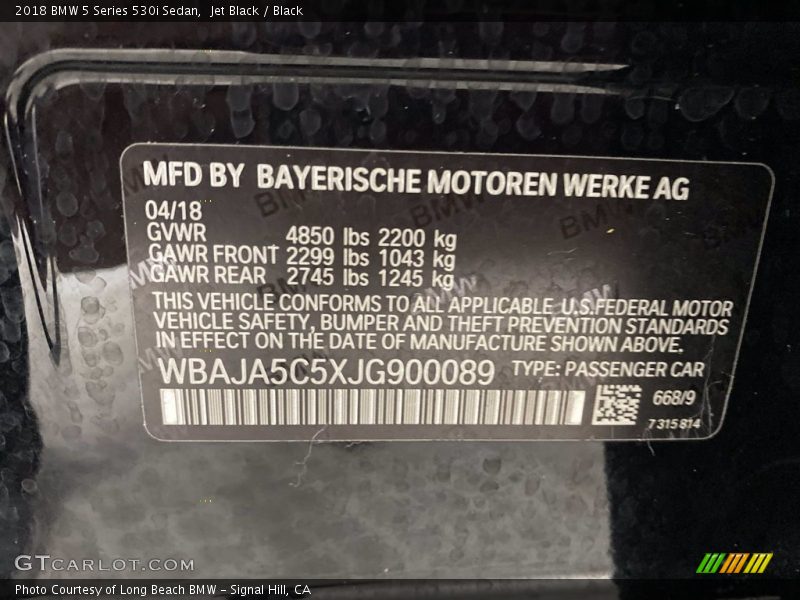 2018 BMW 5 Series 530i Sedan, Jet Black / Black
MFD BY BAYERISCHE MOTOREN WERKE AG
04/18
GVWR 4850 lbs 2200 kg
GAWR FRONT 2299 lbs 1043 kg
GAWR REAR 2745 lbs 1245 kg
THIS VEHICLE CONFORMS TO ALL APPLICABLE U.S.FEDERAL MOTOR
VEHICLE SAFETY, BUMPER AND THEFT PREVENTION STANDARDS
IN EFFECT ON THE DATE OF MANUFACTURE SHOWN ABOVE.
WBAJA5C5XJG900089 TYPE: PASSENGER CAR
668/9
7 315 814
GTCARLOT.COM
Photo Courtesy of Long Beach BMW - Signal Hill, CA